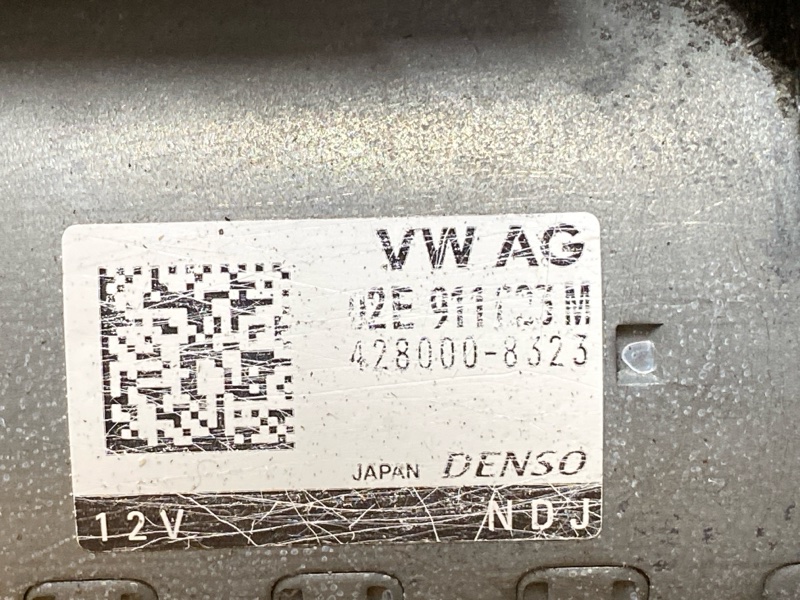 VW AG
02E 911 023 M
428000-8323
JAPAN DENSO
12V NDJ